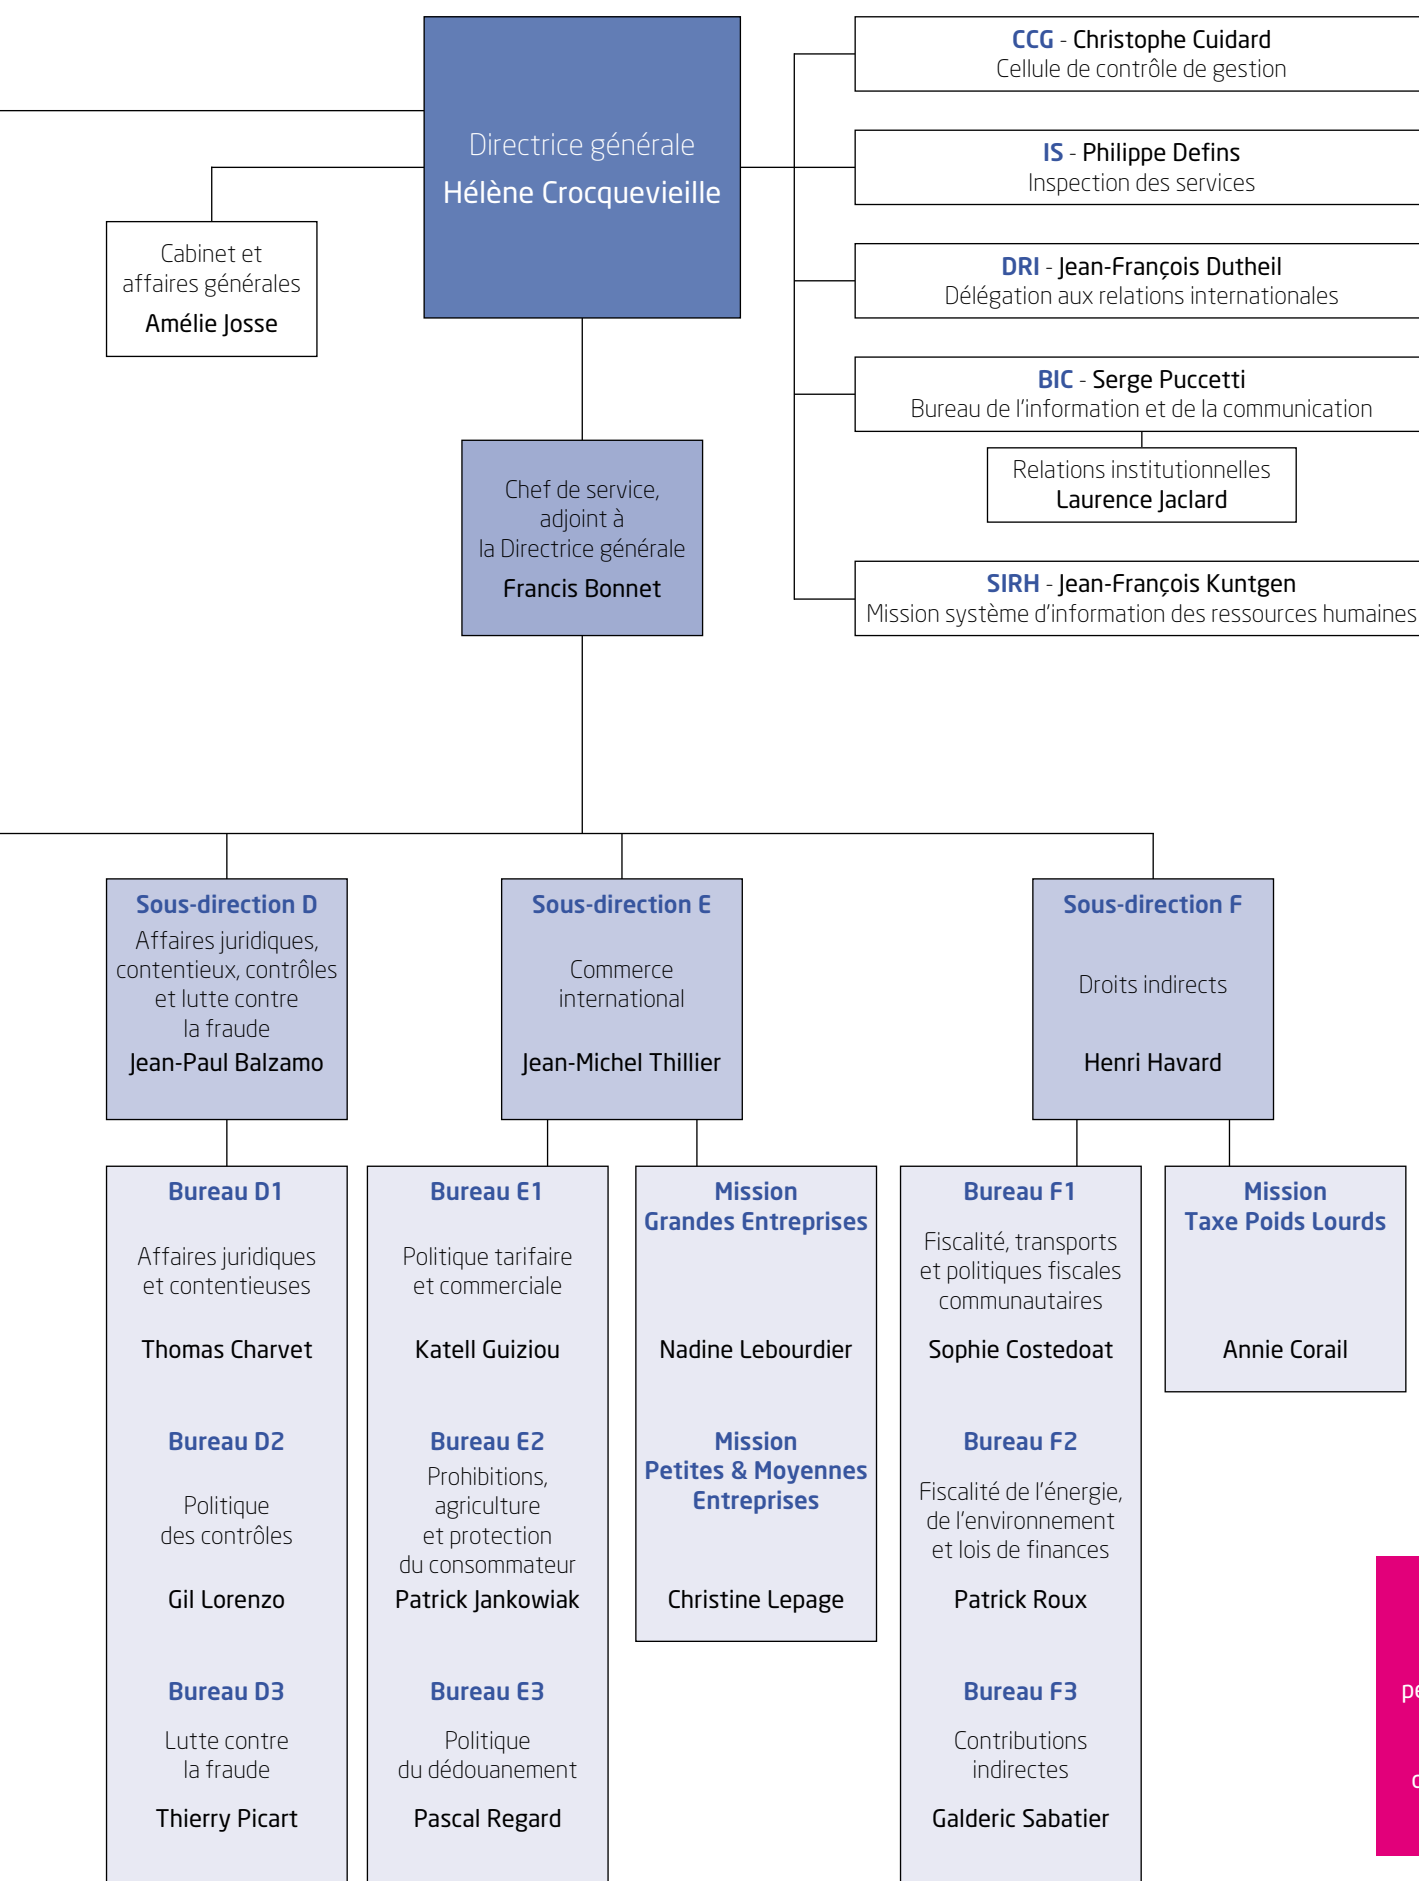 Directrice générale
Hélène Crocquevieille
CCG - Christophe Cuidard
Cellule de contrôle de gestion
IS - Philippe Defins
Inspection des services
DRI - Jean-François Dutheil
Délégation aux relations internationales
BIC - Serge Puccetti
Bureau de l'information et de la communication
Relations institutionnelles
Laurence Jaclard
SIRH - Jean-François Kuntgen
Mission système d'information des ressources humaines
Cabinet et
affaires générales
Amélie Josse
Chef de service,
adjoint à
la Directrice générale
Francis Bonnet
Sous-direction D
Affaires juridiques,
contentieux, contrôles
et lutte contre
la fraude
Jean-Paul Balzamo
Sous-direction E
Commerce
international
Jean-Michel Thillier
Sous-direction F
Droits indirects
Henri Havard
Bureau D1
Affaires juridiques
et contentieuses
Thomas Charvet
Bureau D2
Politique
des contrôles
Gil Lorenzo
Bureau D3
Lutte contre
la fraude
Thierry Picart
Bureau E1
Politique tarifaire
et commerciale
Katell Guiziou
Bureau E2
Prohibitions,
agriculture
et protection
du consommateur
Patrick Jankowiak
Bureau E3
Politique
du dédouanement
Pascal Regard
Mission
Grandes Entreprises
Nadine Lebourdier
Mission
Petites & Moyennes
Entreprises
Christine Lepage
Bureau F1
Fiscalité, transports
et politiques fiscales
communautaires
Sophie Costedoat
Bureau F2
Fiscalité de l'énergie,
de l'environnement
et lois de finances
Patrick Roux
Bureau F3
Contributions
indirectes
Galderic Sabatier
Mission
Taxe Poids Lourds
Annie Corail